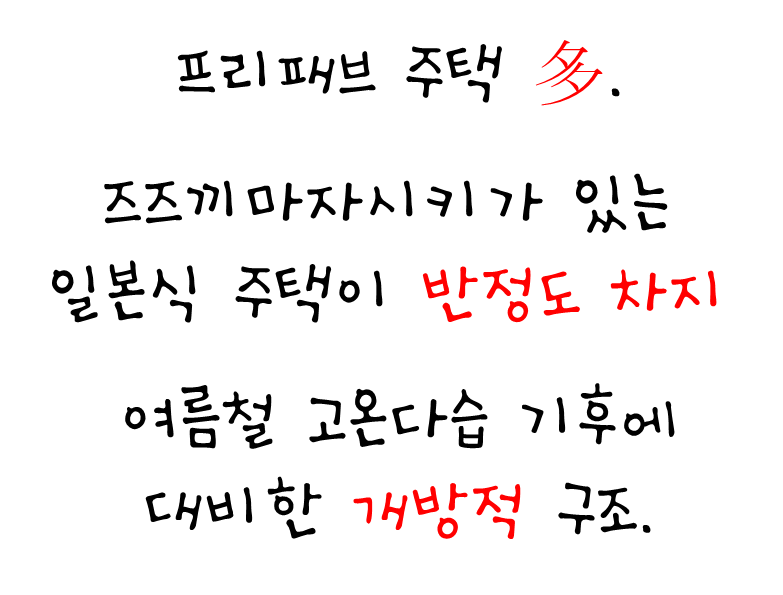 프리패브 주택 多.
즈즈끼마자시키가 있는
일본식 주택이 반정도 차지
여름철 고온다습 기후에
대비한 개방적 구조.